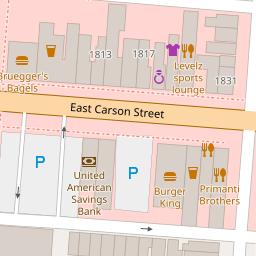 1813
1817
Bruegger's
Bagels
Levelz
sports
lounge
1831
East Carson Street
P
P
United
American
Savings
Bank
Burger
King
Primanti
Brothers